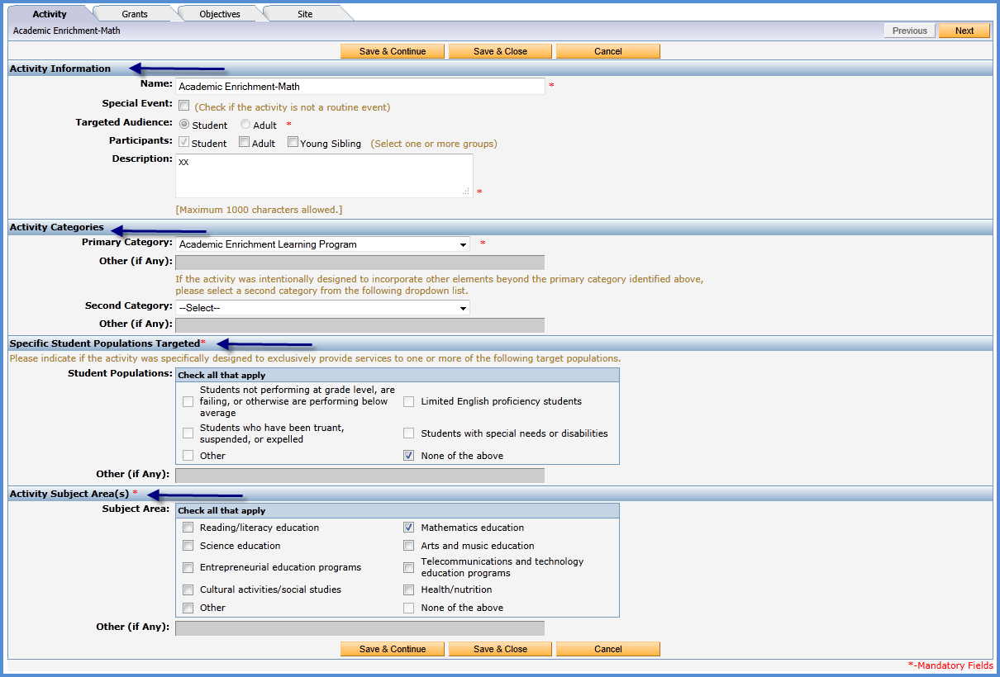 Activity Grants Objectives Site
Academic Enrichment-Math Previous Next
Save & Continue Save & Close Cancel
Activity Information
Name: Academic Enrichment-Math *
Special Event: (Check if the activity is not a routine event)
Targeted Audience: Student Adult *
Participants: Student Adult Young Sibling (Select one or more groups)
Description: xx
*
[Maximum 1000 characters allowed.]
Activity Categories
Primary Category: Academic Enrichment Learning Program *
Other (if Any):
If the activity was intentionally designed to incorporate other elements beyond the primary category identified above,
please select a second category from the following dropdown list.
Second Category: --Select--
Other (if Any):
Specific Student Populations Targeted*
Please indicate if the activity was specifically designed to exclusively provide services to one or more of the following target populations.
Student Populations: Check all that apply
Students not performing at grade level, are
failing, or otherwise are performing below
average
Limited English proficiency students
Students who have been truant,
suspended, or expelled
Students with special needs or disabilities
Other None of the above
Other (if Any):
Activity Subject Area(s) *
Subject Area: Check all that apply
Reading/literacy education Mathematics education
Science education Arts and music education
Entrepreneurial education programs
Telecommunications and technology
education programs
Cultural activities/social studies Health/nutrition
Other None of the above
Other (if Any):
Save & Continue Save & Close Cancel
*-Mandatory Fields